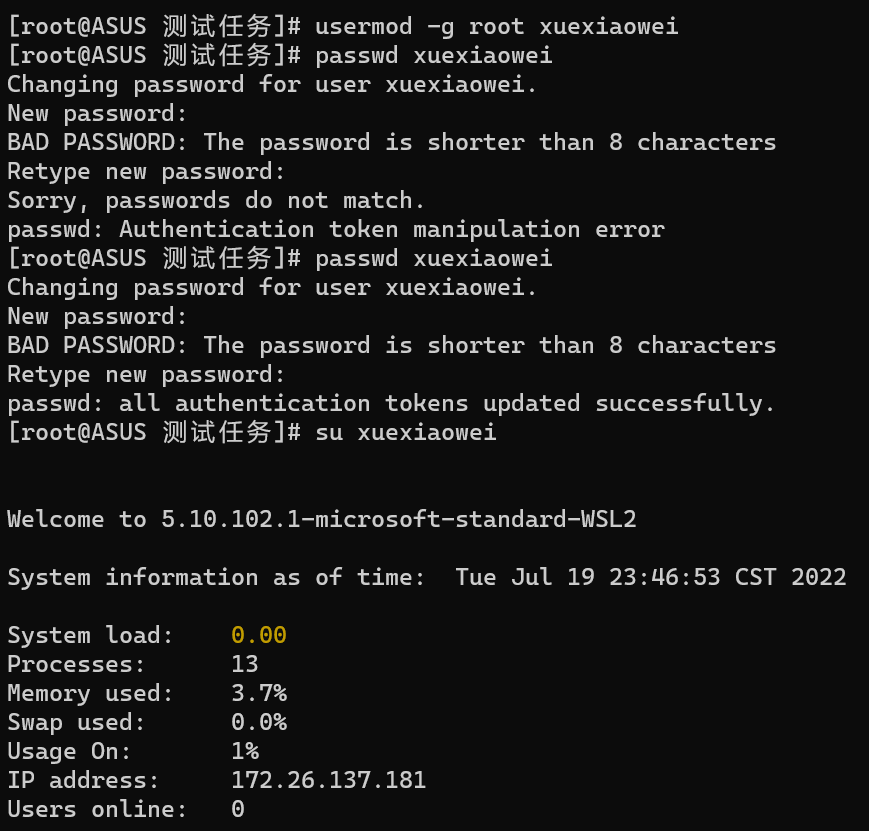 [root@ASUS 测试任务]# usermod -g root xuexiaowei
[root@ASUS 测试任务]# passwd xuexiaowei
Changing password for user xuexiaowei.
New password:
BAD PASSWORD: The password is shorter than 8 characters
Retype new password:
Sorry, passwords do not match.
passwd: Authentication token manipulation error
[root@ASUS 测试任务]# passwd xuexiaowei
Changing password for user xuexiaowei.
New password:
BAD PASSWORD: The password is shorter than 8 characters
Retype new password:
passwd: all authentication tokens updated successfully.
[root@ASUS 测试任务]# su xuexiaowei
Welcome to 5.10.102.1-microsoft-standard-WSL2
System information as of time:  Tue Jul 19 23:46:53 CST 2022
System load:    0.00
Processes:      13
Memory used:    3.7%
Swap used:      0.0%
Usage On:       1%
IP address:     172.26.137.181
Users online:   0